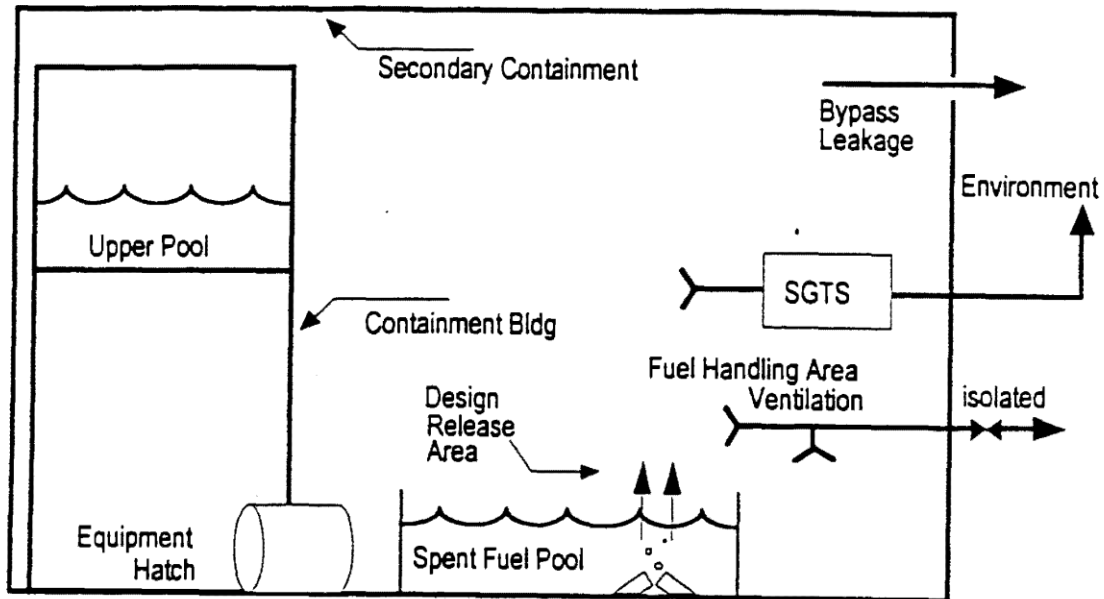 Secondary Containment
Bypass
Leakage
Environment
Upper Pool
SGTS
Containment Bldg
Fuel Handling Area
Ventilation
isolated
Design
Release
Area
Equipment
Hatch
Spent Fuel Pool